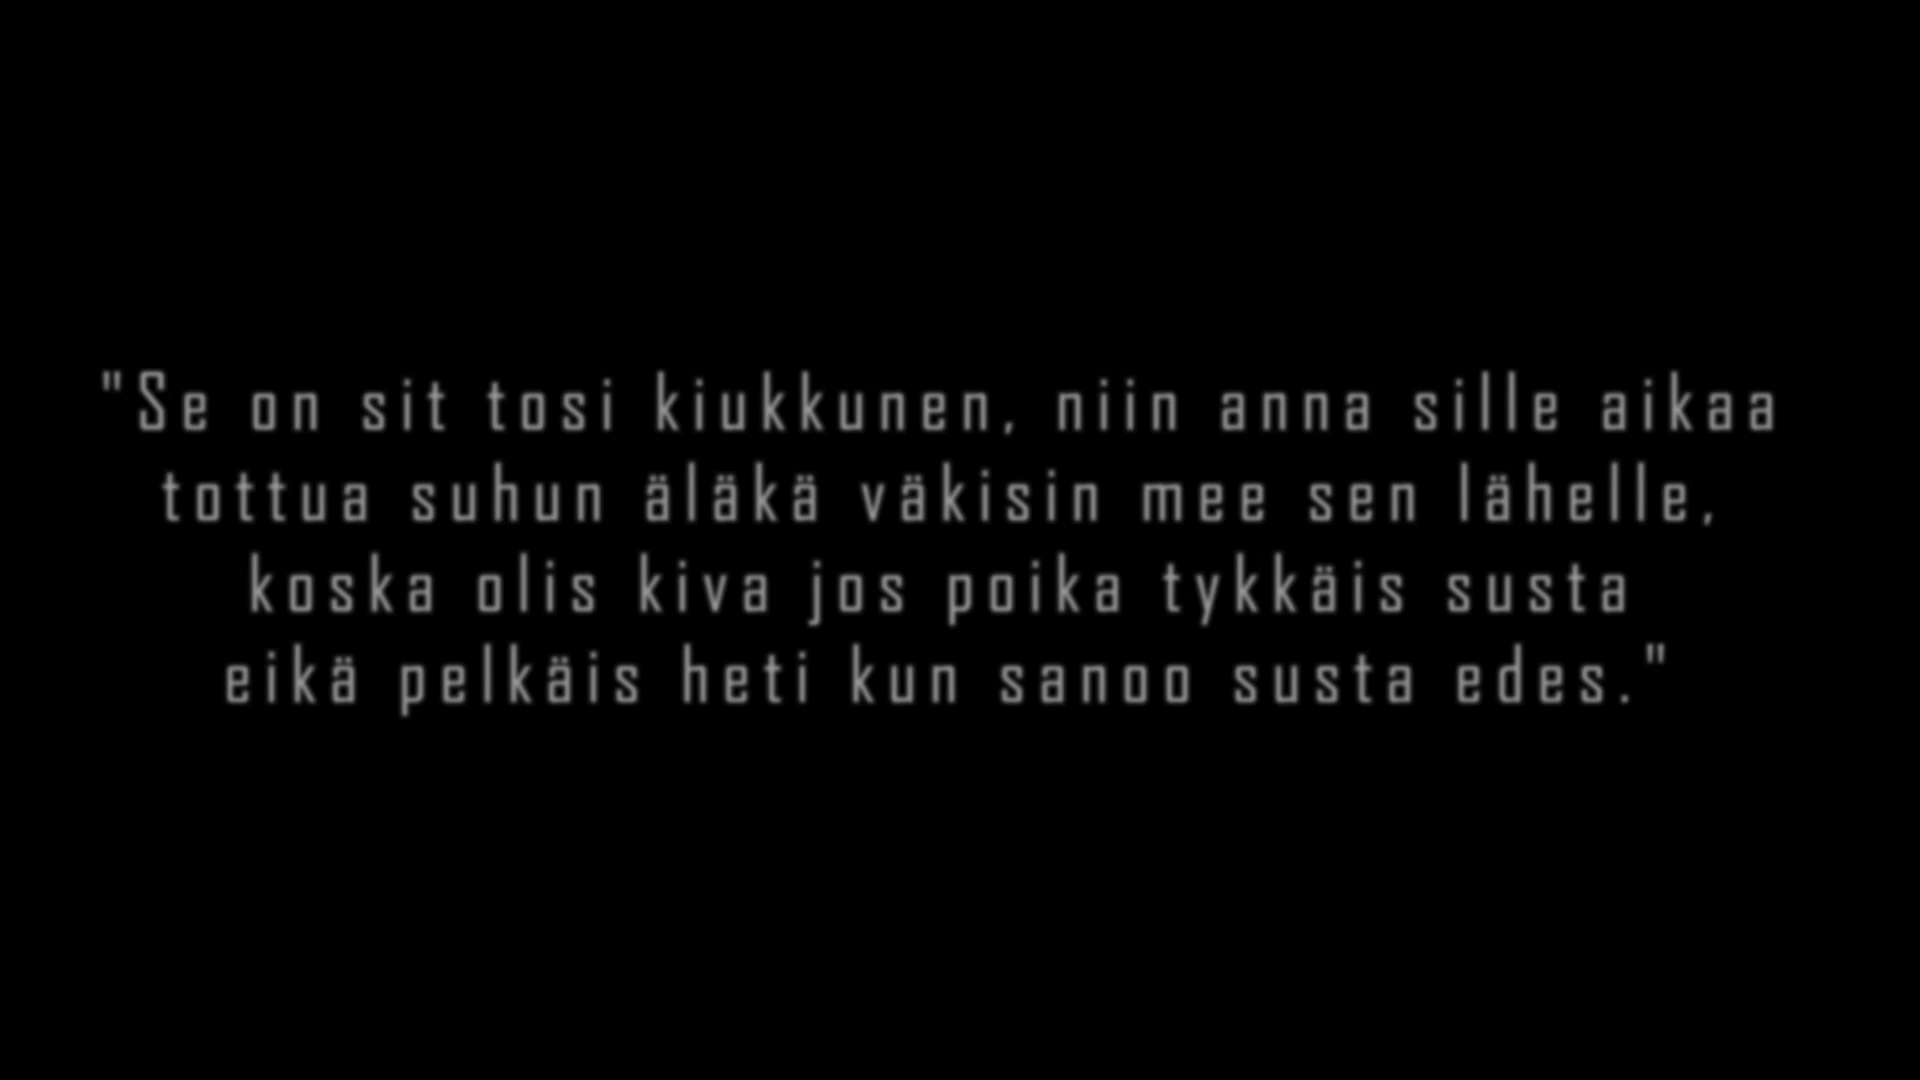 "Se on sit tosi kiukkunen, niin anna sille aikaa
tottua suhun äläkä väkisin mee sen lähelle,
koska olis kiva jos poika tykkäis susta
eikä pelkäis heti kun sanoo susta edes."